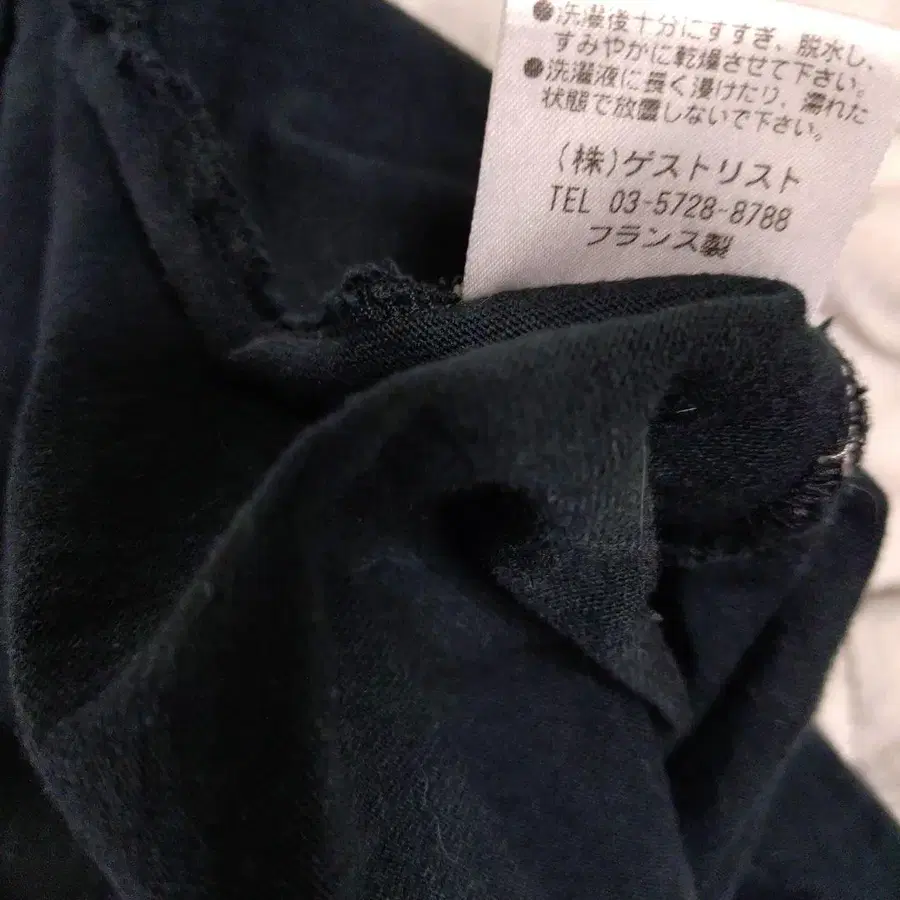 ●洗濯後十分にすすぎ、脱水し、
すみやかに乾燥させて下さい。
●洗濯液に長く浸けたり、濡れた
状態で放置しないで下さい。
(株)ゲストリスト
TEL 03-5728-8788
フランス製